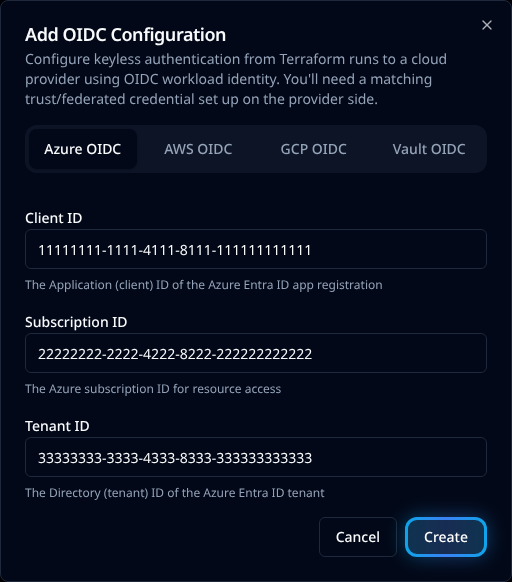 Add OIDC Configuration
Configure keyless authentication from Terraform runs to a cloud
provider using OIDC workload identity. You'll need a matching
trust/federated credential set up on the provider side.
Azure OIDC AWS OIDC GCP OIDC Vault OIDC
Client ID
11111111-1111-4111-8111-111111111111
The Application (client) ID of the Azure Entra ID app registration
Subscription ID
22222222-2222-4222-8222-222222222222
The Azure subscription ID for resource access
Tenant ID
33333333-3333-4333-8333-333333333333
The Directory (tenant) ID of the Azure Entra ID tenant
Cancel Create